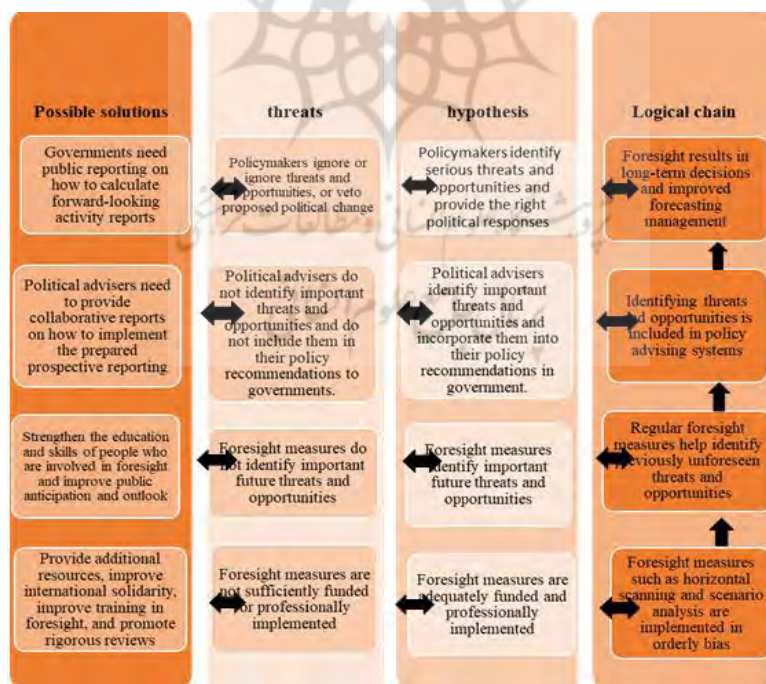 Possible solutions
threats
hypothesis
Logical chain
Governments need
public reporting on
how to calculate
forward-looking
activity reports
Policymakers ignore or
ignore threats and
opportunities, or veto
proposed political change
Policymakers identify
serious threats and
opportunities and
provide the right
political responses
Foresight results in
long-term decisions
and improved
forecasting
management
Political advisers need
to provide
collaborative reports
on how to implement
the prepared
prospective reporting
Political advisers do
not identify important
threats and
opportunities and do
not include them in
their policy
recommendations to
governments.
Political advisers
identify important
threats and
opportunities and
incorporate them into
their policy
recommendations in
government.
Identifying threats
and opportunities is
included in policy
advising systems
Strengthen the education
and skills of people who
are involved in foresight
and improve public
anticipation and outlook
Foresight measures do
not identify important
future threats and
opportunities
Foresight measures
identify important
future threats and
opportunities
Regular foresight
measures help identify
previously unforeseen
threats and
opportunities
Provide additional
resources, improve
international solidarity,
improve training in
foresight, and promote
rigorous reviews
Foresight measures are
not sufficiently funded
or professionally
implemented
Foresight measures are
adequately funded and
professionally
implemented
Foresight measures
such as horizontal
scanning and scenario
analysis are
implemented in
orderly bias